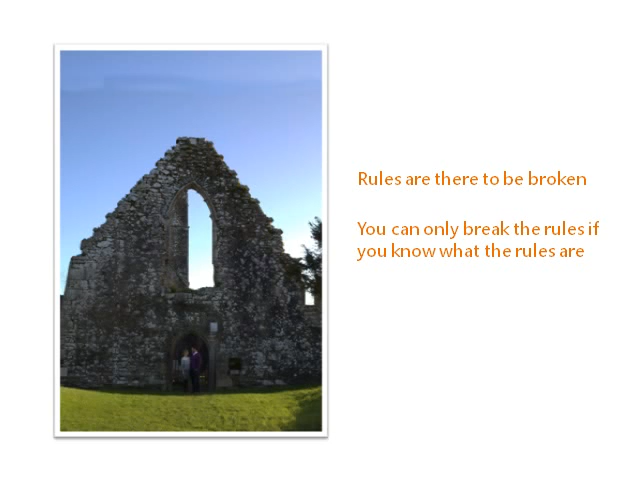 Rules are there to be broken
You can only break the rules if
you know what the rules are